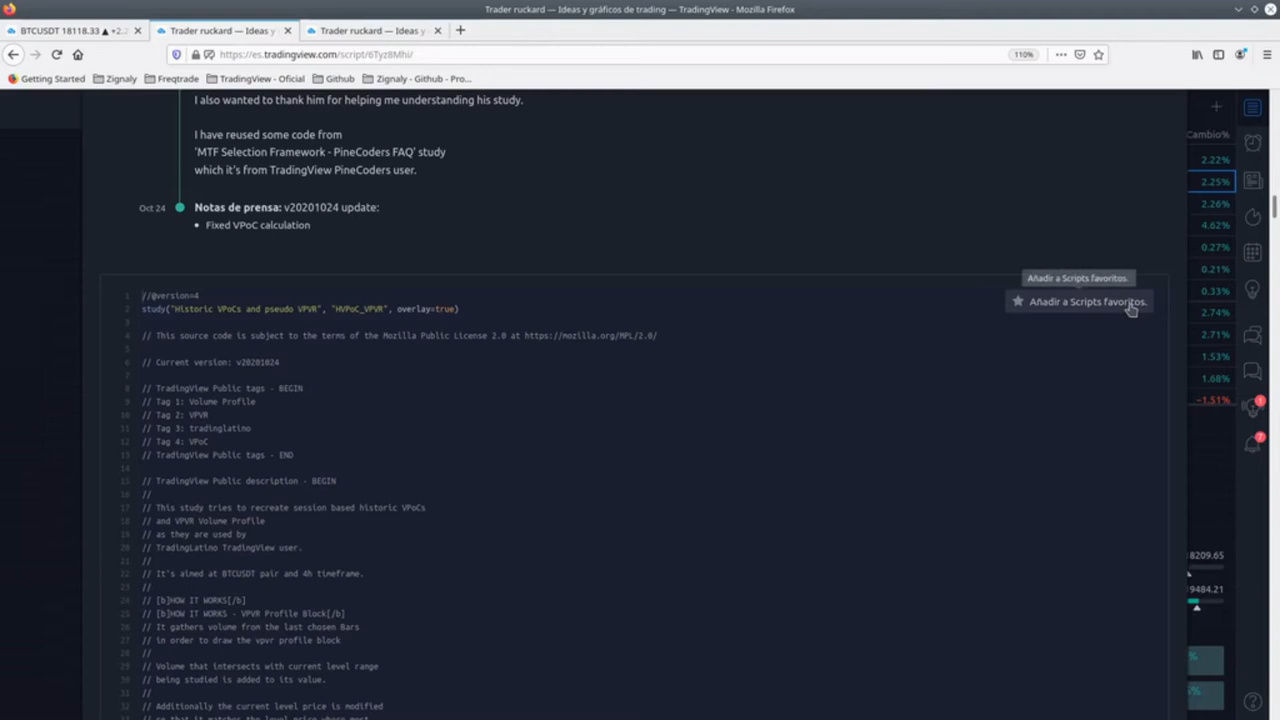 Trader ruckard — Ideas y gráficos de trading — TradingView - Mozilla Firefox
BTCUSDT 18118.33 ▲ +2.2
Trader ruckard — Ideas y
Trader ruckard — Ideas y
https://es.tradingview.com/script/6Tyz8Mhi/
110%
Getting Started
Zignaly
Freqtrade
TradingView - Oficial
Github
Zignaly - Github - Pro...
I also wanted to thank him for helping me understanding his study.
I have reused some code from
'MTF Selection Framework - PineCoders FAQ' study
which it's from TradingView PineCoders user.
Oct 24
Notas de prensa: v20201024 update:
• Fixed VPoC calculation
Añadir a Scripts favoritos.
Añadir a Scripts favoritos.
1 //@version=4
2 study("Historic VPoCs and pseudo VPVR", "HVPoC_VPVR", overlay=true)
3
4 // This source code is subject to the terms of the Mozilla Public License 2.0 at https://mozilla.org/MPL/2.0/
5
6 // Current version: v20201024
7
8 // TradingView Public tags - BEGIN
9 // Tag 1: Volume Profile
10 // Tag 2: VPVR
11 // Tag 3: tradinglatino
12 // Tag 4: VPoC
13 // TradingView Public tags - END
14
15 // TradingView Public description - BEGIN
16 //
17 // This study tries to recreate session based historic VPoCs
18 // and VPVR Volume Profile
19 // as they are used by
20 // TradingLatino TradingView user.
21 //
22 // It's aimed at BTCUSDT pair and 4h timeframe.
23 //
24 // [b]HOW IT WORKS[/b]
25 // [b]HOW IT WORKS - VPVR Profile Block[/b]
26 // It gathers volume from the last chosen Bars
27 // in order to draw the vpvr profile block
28 //
29 // Volume that intersects with current level range
30 // being studied is added to its value.
31 //
32 // Additionally the current level price is modified
Cambio%
2.22%
2.25%
2.26%
4.62%
0.27%
0.21%
0.33%
2.74%
2.71%
1.53%
1.68%
−1.51%
18209.65
19484.21
1
7